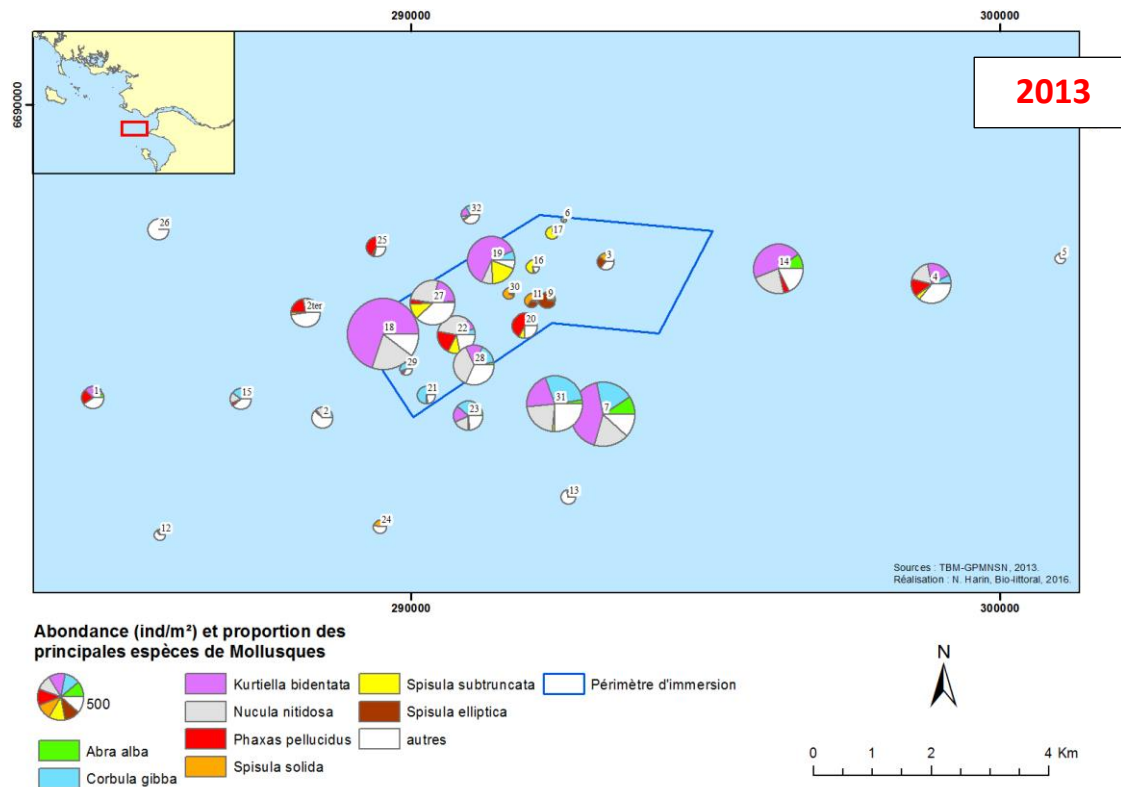 290000
300000
6690000
2013
26
32
6
25
17
19
16
3
5
14
4
30
11
9
2ter
27
20
18
22
28
29
1
15
21
2
23
31
7
13
24
12
Sources : TBM-GPMNSN, 2013.
Réalisation : N. Harin, Bio-littoral, 2016.
290000
300000
Abondance (ind/m²) et proportion des
principales espèces de Mollusques
500
Abra alba
Corbula gibba
Kurtiella bidentata
Nucula nitidosa
Phaxas pellucidus
Spisula solida
Spisula subtruncata
Spisula elliptica
autres
Périmètre d'immersion
N
0 1 2 4 Km